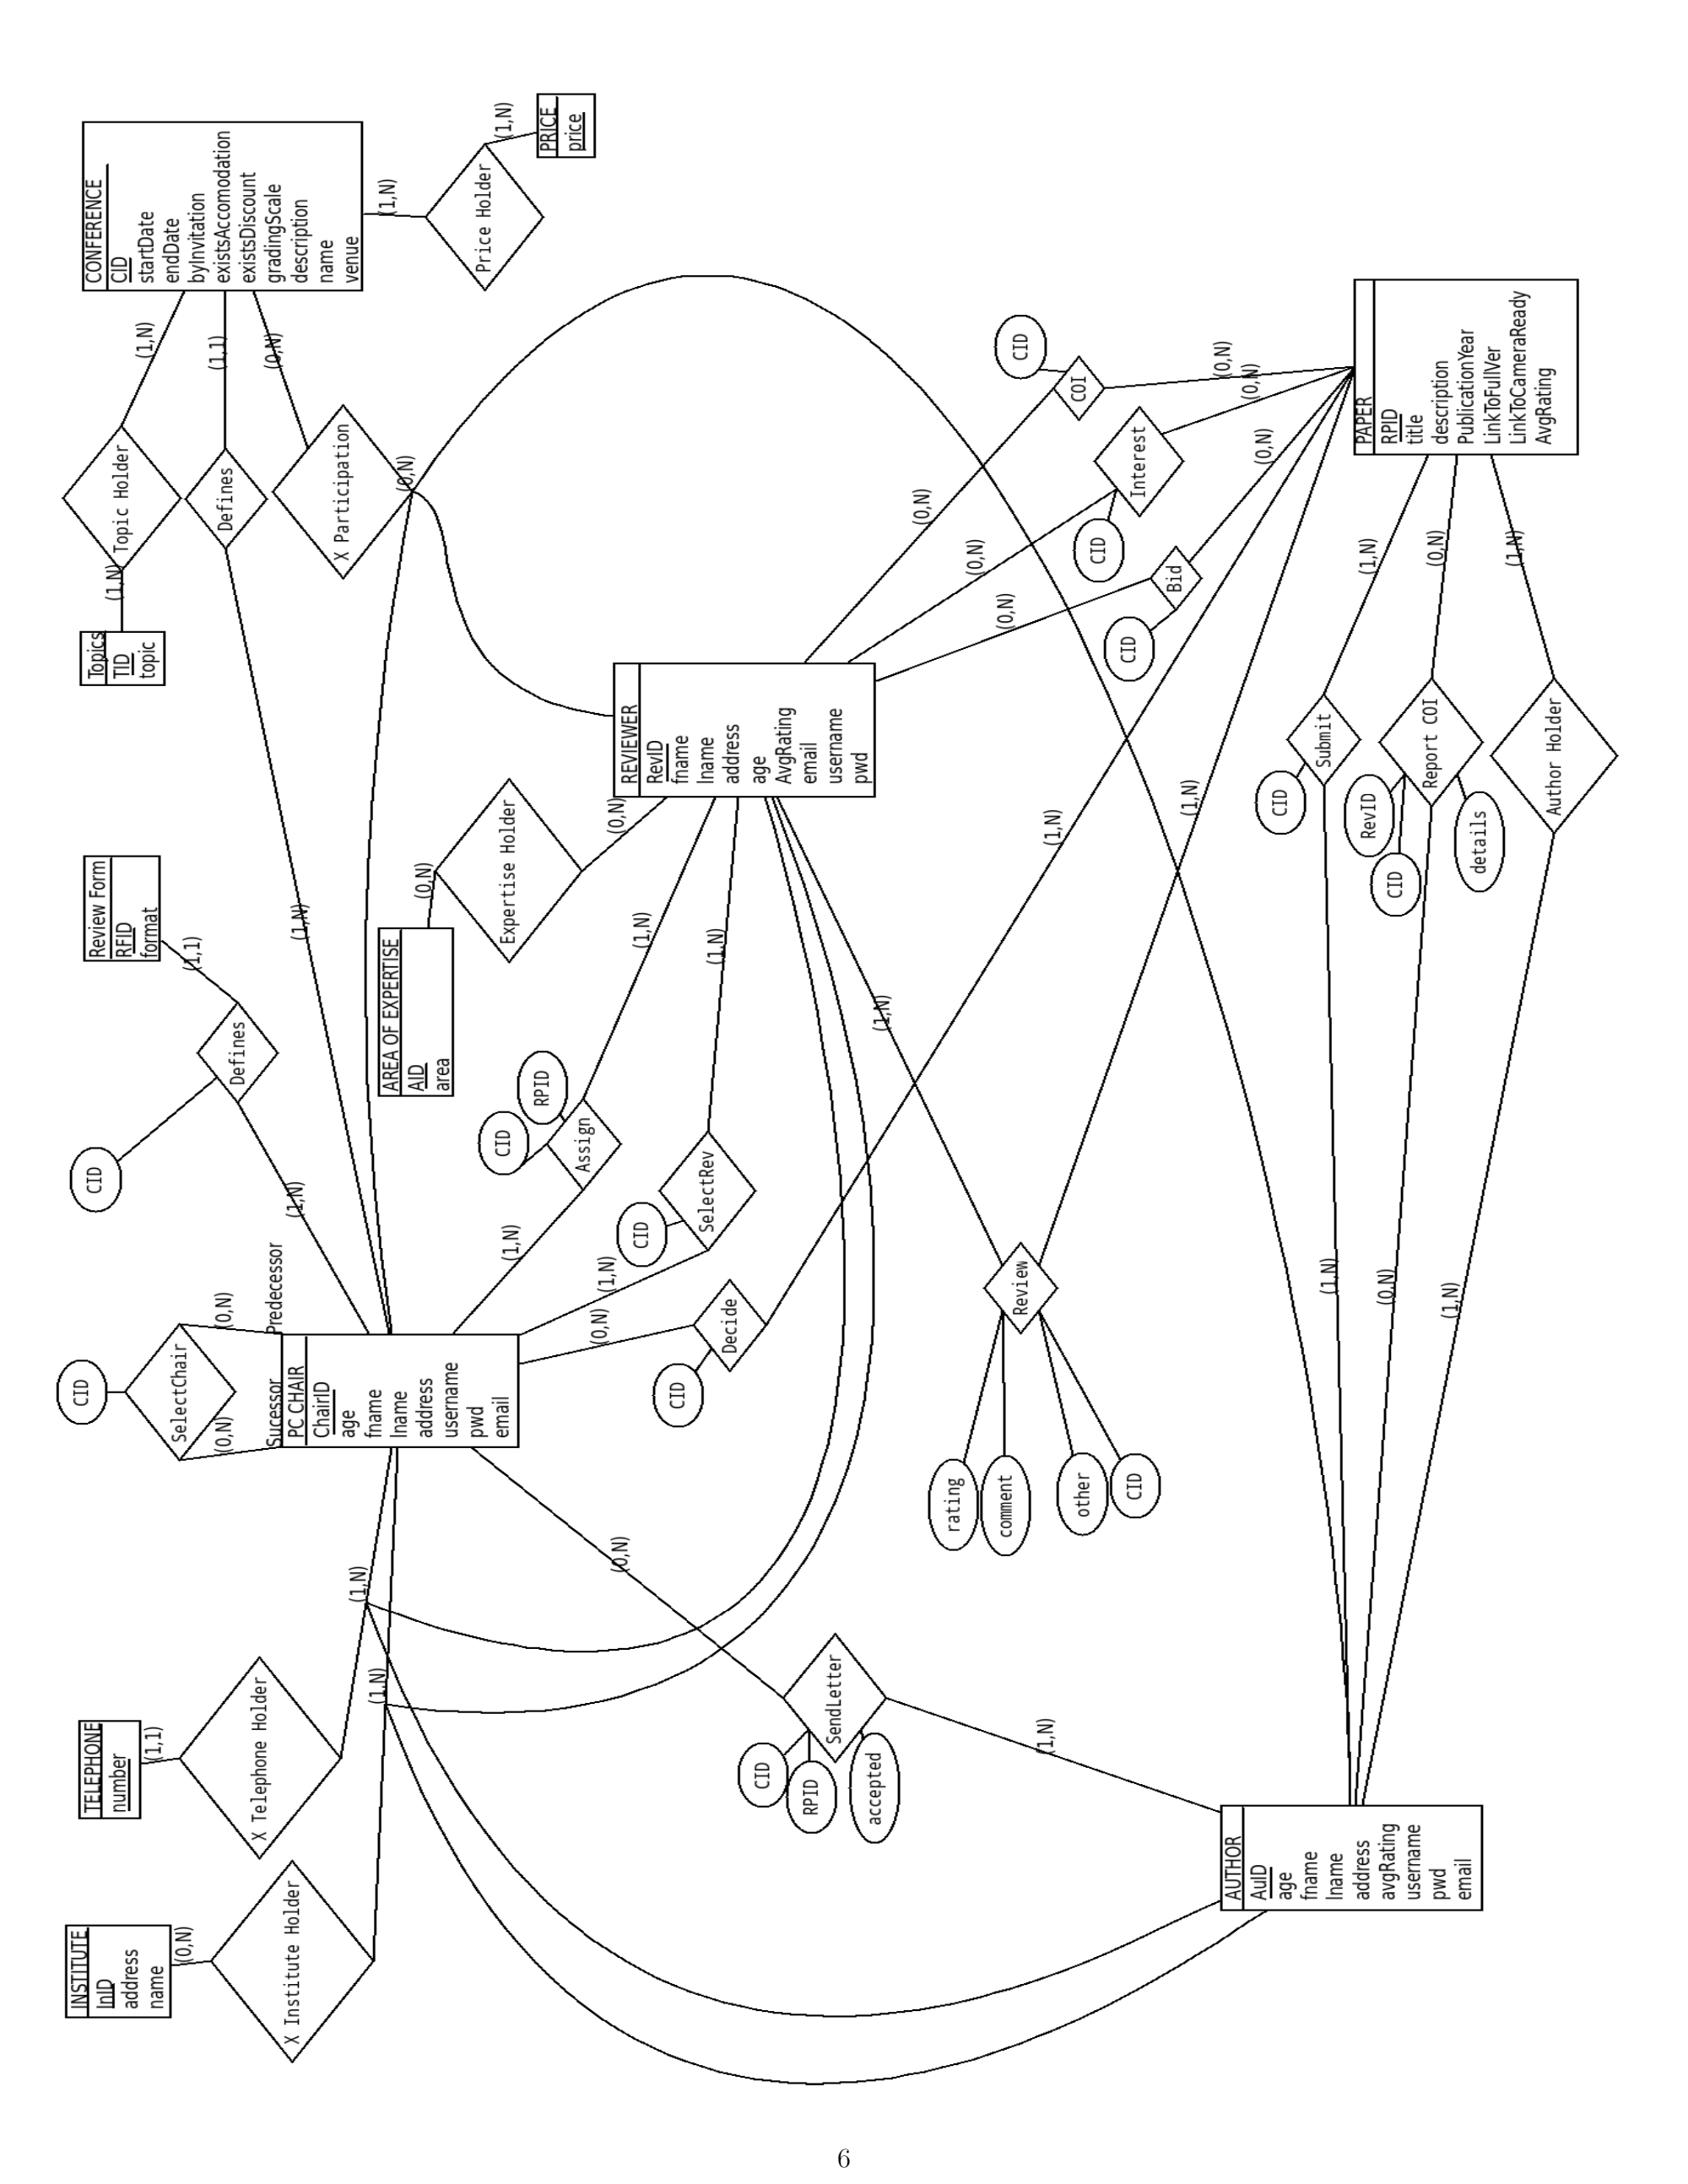 CONFERENCE
CID
startDate
endDate
byInvitation
existsAccomodation
existsDiscount
gradingScale
description
name
venue
(1,N)
Price Holder
(1,N)
PRICE
price
(1,N)
Topic Holder
(1,N)
Topics
TID
topic
(1,1)
Defines
(1,N)
(0,N)
X Participation
(0,N)
Review Form
RFID
format
(1,1)
Defines
CID
(1,N)
AREA OF EXPERTISE
AID
area
(0,N)
Expertise Holder
(0,N)
REVIEWER
RevID
fname
lname
address
age
AvgRating
email
username
pwd
(0,N)
COI
CID
(0,N)
(0,N)
Interest
CID
(0,N)
(0,N)
Bid
CID
(0,N)
PAPER
RPID
title
description
PublicationYear
LinKToFullVer
LinkToCameraReady
AvgRating
(1,N)
Assign
CID
RPID
(1,N)
(1,N)
SelectRev
CID
(1,N)
(0,N)
Decide
CID
(1,N)
CID
SelectChair
(0,N)
Predecessor
(0,N)
Sucessor
PC CHAIR
ChairID
age
fname
lname
address
username
pwd
email
(1,N)
Review
(1,N)
rating
comment
other
CID
(1,N)
Submit
CID
(1,N)
(0,N)
Report COI
RevID
CID
details
(0,N)
(1,N)
Author Holder
(1,N)
TELEPHONE
number
(1,1)
X Telephone Holder
(1,N)
INSTITUTE
InID
address
name
(0,N)
X Institute Holder
(1,N)
(0,N)
SendLetter
CID
RPID
accepted
(1,N)
AUTHOR
AuID
age
fname
lname
address
avgRating
username
pwd
email
6